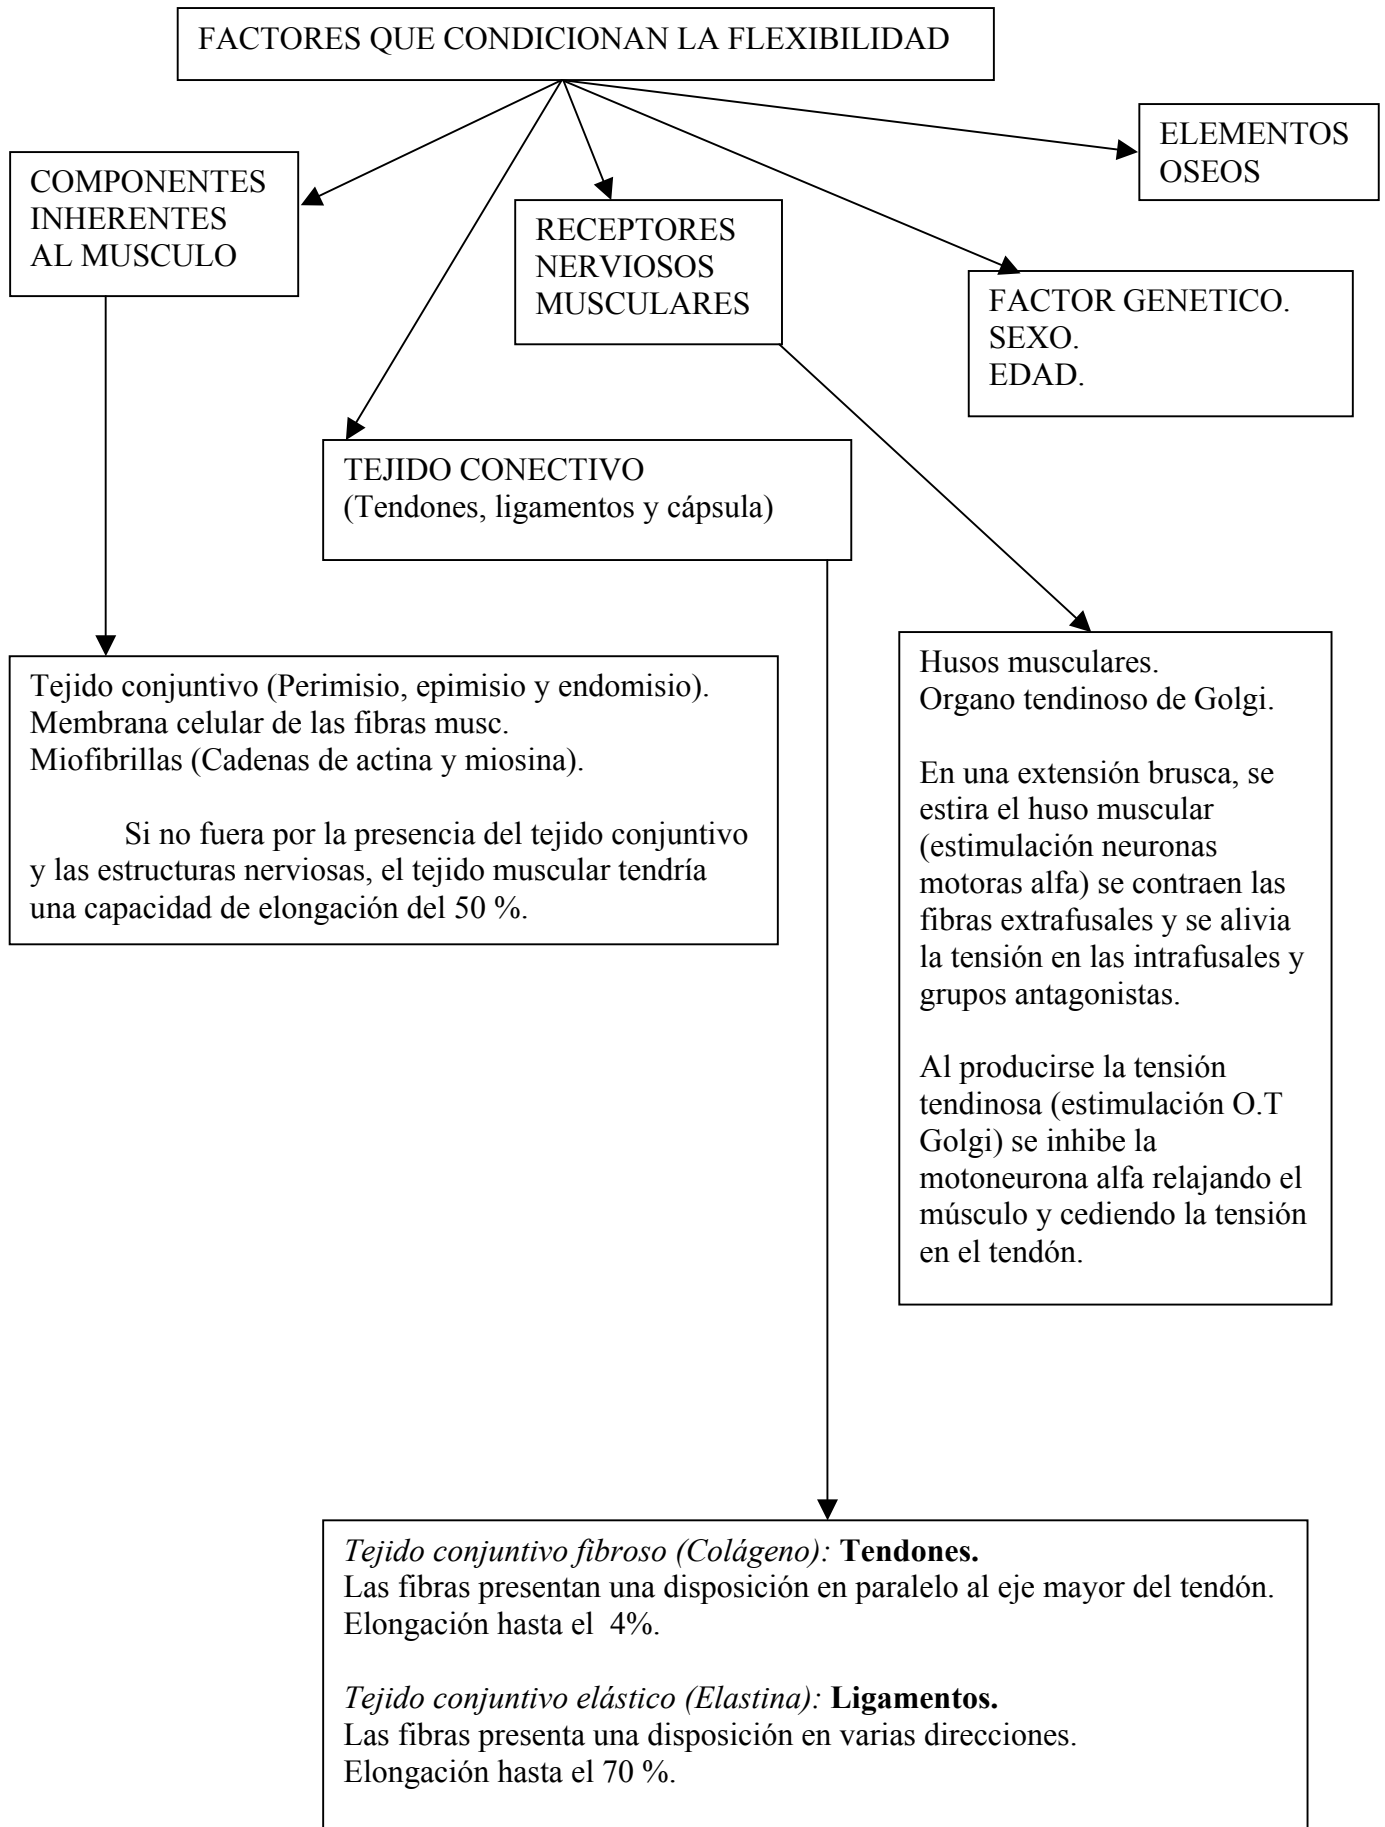 FACTORES QUE CONDICIONAN LA FLEXIBILIDAD
ELEMENTOS
OSEOS
COMPONENTES
INHERENTES
AL MUSCULO
RECEPTORES
NERVIOSOS
MUSCULARES
FACTOR GENETICO.
SEXO.
EDAD.
TEJIDO CONECTIVO
(Tendones, ligamentos y cápsula)
Tejido conjuntivo (Perimisio, epimisio y endomisio).
Membrana celular de las fibras musc.
Miofibrillas (Cadenas de actina y miosina).
Si no fuera por la presencia del tejido conjuntivo
y las estructuras nerviosas, el tejido muscular tendría
una capacidad de elongación del 50 %.
Husos musculares.
Organo tendinoso de Golgi.
En una extensión brusca, se
estira el huso muscular
(estimulación neuronas
motoras alfa) se contraen las
fibras extrafusales y se alivia
la tensión en las intrafusales y
grupos antagonistas.
Al producirse la tensión
tendinosa (estimulación O.T
Golgi) se inhibe la
motoneurona alfa relajando el
músculo y cediendo la tensión
en el tendón.
Tejido conjuntivo fibroso (Colágeno): Tendones.
Las fibras presentan una disposición en paralelo al eje mayor del tendón.
Elongación hasta el  4%.
Tejido conjuntivo elástico (Elastina): Ligamentos.
Las fibras presenta una disposición en varias direcciones.
Elongación hasta el 70 %.